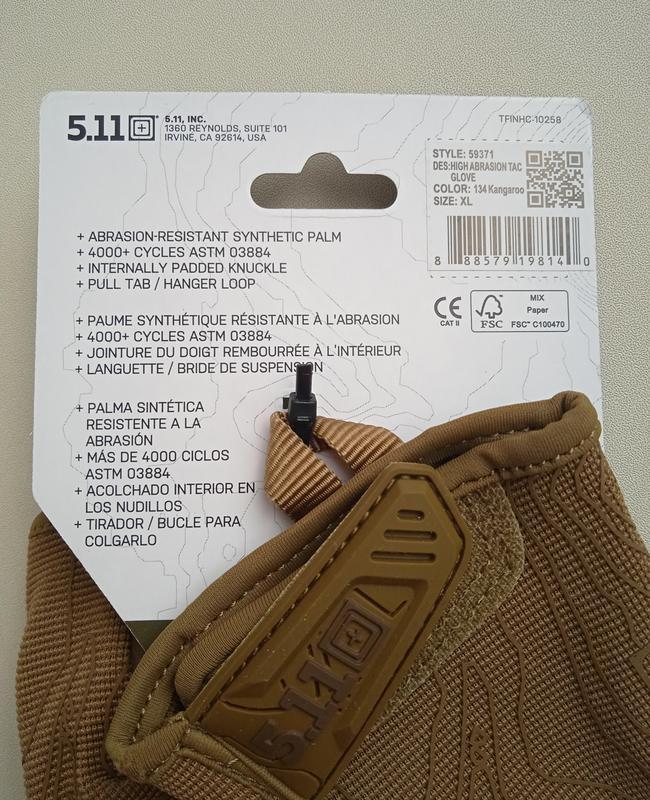 5.11
5.11, INC.
1360 REYNOLDS, SUITE 101
IRVINE, CA 92614, USA
TFINHC-10258
STYLE: 59371
DES:HIGH ABRASION TAC
GLOVE
COLOR: 134 Kangaroo
SIZE: XL
8 88579 19814 0
+ ABRASION-RESISTANT SYNTHETIC PALM
+ 4000+ CYCLES ASTM 03884
+ INTERNALLY PADDED KNUCKLE
+ PULL TAB / HANGER LOOP
CE
CAT II
FSC
MIX
Paper
FSC™ C100470
+ PAUME SYNTHÉTIQUE RÉSISTANTE À L'ABRASION
+ 4000+ CYCLES ASTM 03884
+ JOINTURE DU DOIGT REMBOURRÉE À L'INTÉRIEUR
+ LANGUETTE / BRIDE DE SUSPENSION
+ PALMA SINTÉTICA
RESISTENTE A LA
ABRASIÓN
+ MÁS DE 4000 CICLOS
ASTM 03884
+ ACOLCHADO INTERIOR EN
LOS NUDILLOS
+ TIRADOR / BUCLE PARA
COLGARLO
5.11